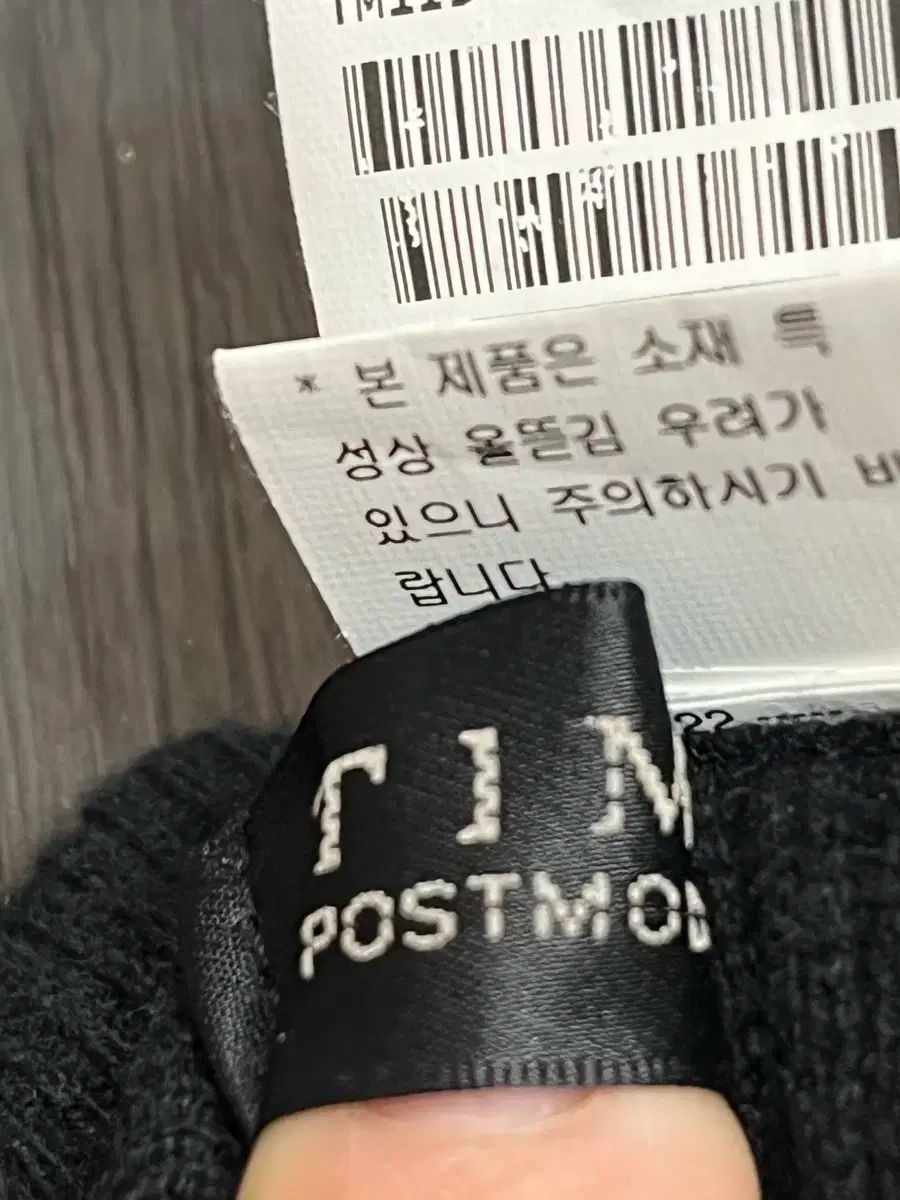 * 본 제품은 소재 특
성상 올뜯김 우려가
있으니 주의하시기 바
랍니다.
22
TIM
POSTMO